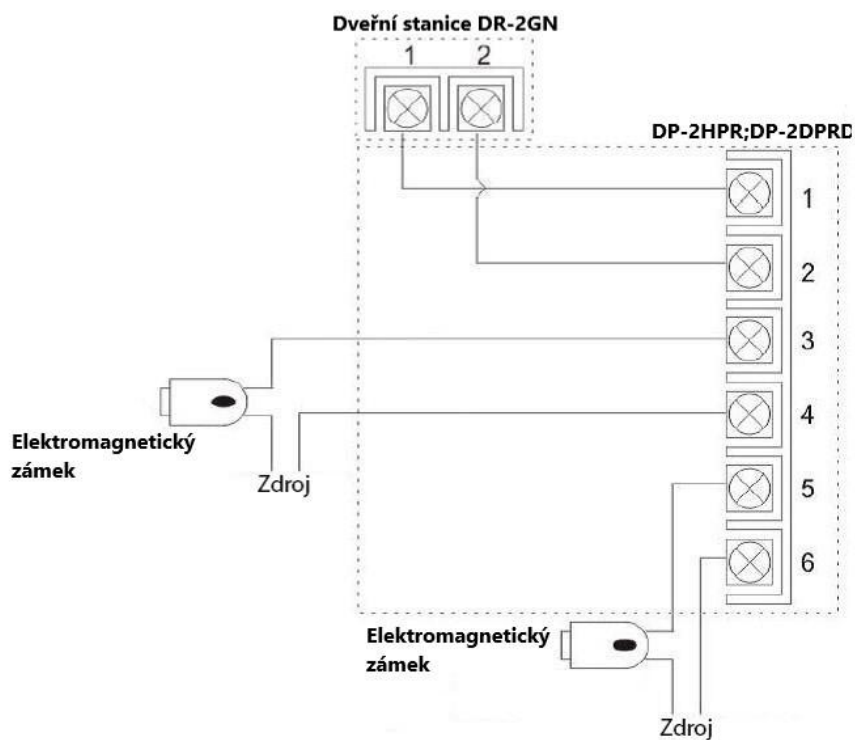 Dveřní stanice DR-2GN
1 2
DP-2HPR;DP-2DPRD
1
2
3
4
Elektromagnetický
zámek
Zdroj
5
6
Elektromagnetický
zámek
Zdroj